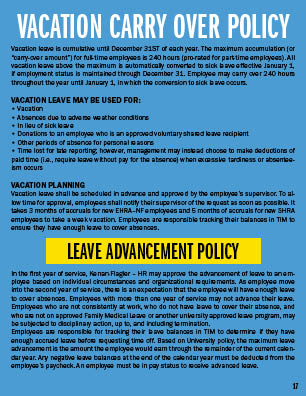 VACATION CARRY OVER POLICY
Vacation leave is cumulative until December 31ST of each year. The maximum accumulation (or
"carry-over amount") for full-time employees is 240 hours (pro-rated for part-time employees). All
vacation leave above the maximum is automatically converted to sick leave effective January 1,
if employment status is maintained through December 31. Employee may carry over 240 hours
throughout the year until January 1, in which the conversion to sick leave occurs.
VACATION LEAVE MAY BE USED FOR:
• Vacation
• Absences due to adverse weather conditions
• In lieu of sick leave
• Donations to an employee who is an approved voluntary shared leave recipient
• Other periods of absence for personal reasons
• Time lost for late reporting; however, management may instead choose to make deductions of
paid time (i.e., require leave without pay for the absence) when excessive tardiness or absentee-
ism occurs
VACATION PLANNING
Vacation leave shall be scheduled in advance and approved by the employee's supervisor. To al-
low time for approval, employees shall notify their supervisor of the request as soon as possible. It
takes 3 months of accruals for new EHRA-NF employees and 5 months of accruals for new SHRA
employees to take a week vacation. Employees are responsible tracking their balances in TIM to
ensure they have enough leave to cover absences.
LEAVE ADVANCEMENT POLICY
In the first year of service, Kenan-Flagler – HR may approve the advancement of leave to an em-
ployee based on individual circumstances and organizational requirements. As employee move
into the second year of service, there is an expectation that the employee will have enough leave
to cover absences. Employees with more than one year of service may not advance their leave.
Employees who are not consistently at work, who do not have leave to cover their absence, and
who are not on approved Family Medical Leave or another university approved leave program, may
be subjected to disciplinary action, up to, and including termination.
Employees are responsible for tracking their leave balances in TIM to determine if they have
enough accrued leave before requesting time off. Based on University policy, the maximum leave
advancement is the amount the employee would earn through the remainder of the current calen-
dar year. Any negative leave balances at the end of the calendar year must be deducted from the
employee's paycheck. An employee must be in pay status to receive advanced leave.
17